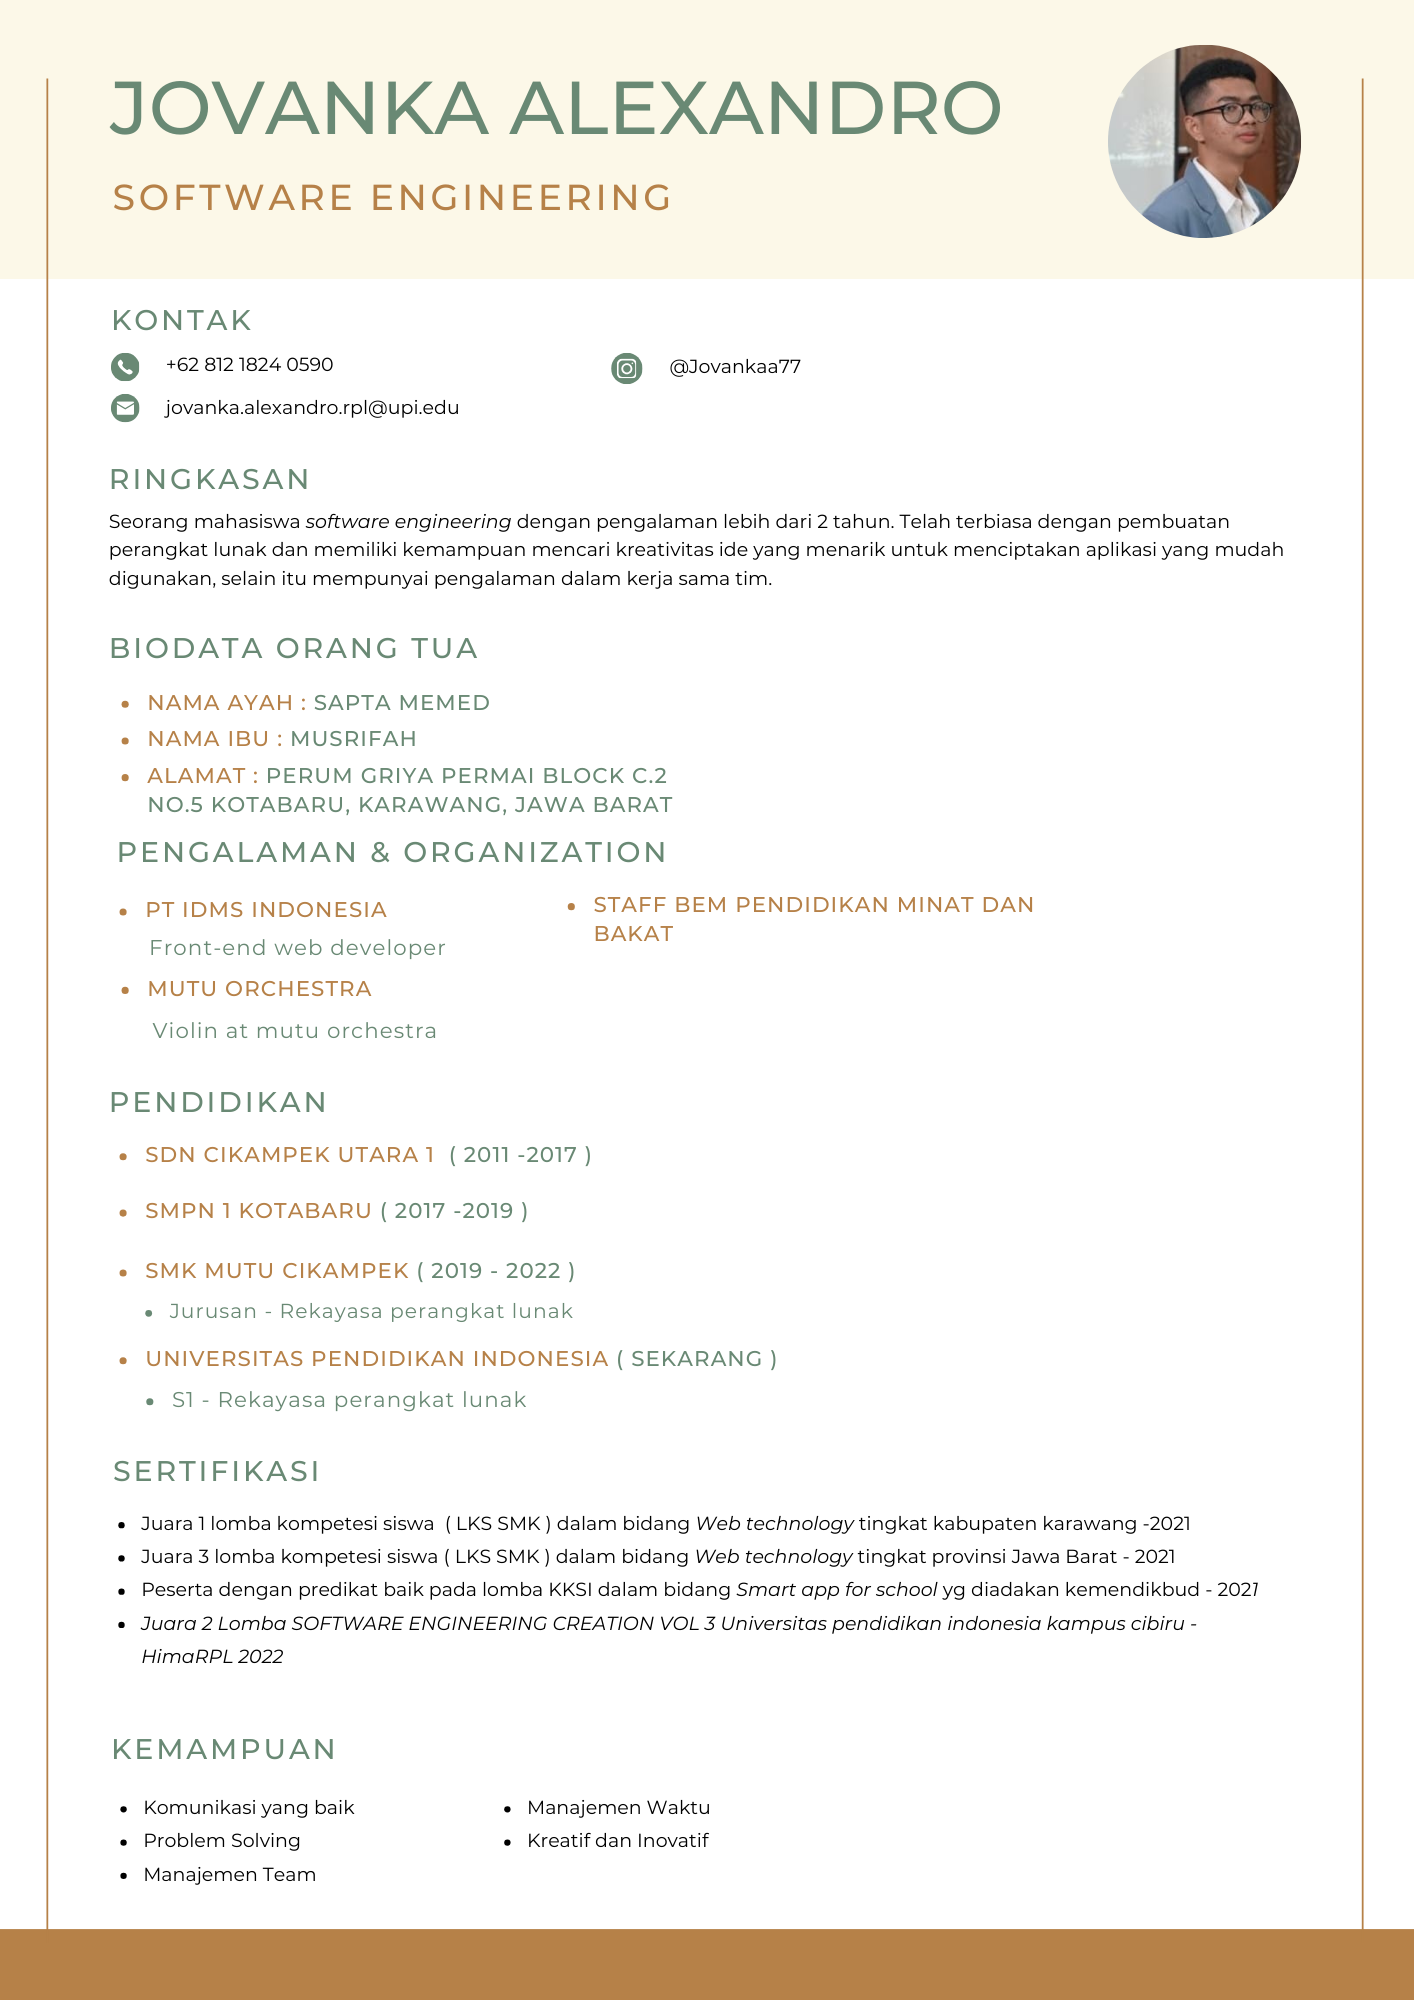 JOVANKA ALEXANDRO
SOFTWARE ENGINEERING
KONTAK
+62 812 1824 0590
@Jovankaa77
jovanka.alexandro.rpl@upi.edu
RINGKASAN
Seorang mahasiswa software engineering dengan pengalaman lebih dari 2 tahun. Telah terbiasa dengan pembuatan
perangkat lunak dan memiliki kemampuan mencari kreativitas ide yang menarik untuk menciptakan aplikasi yang mudah
digunakan, selain itu mempunyai pengalaman dalam kerja sama tim.
BIODATA ORANG TUA
• NAMA AYAH : SAPTA MEMED
• NAMA IBU : MUSRIFAH
• ALAMAT : PERUM GRIYA PERMAI BLOCK C.2
NO.5 KOTABARU, KARAWANG, JAWA BARAT
PENGALAMAN & ORGANIZATION
• PT IDMS INDONESIA
Front-end web developer
• MUTU ORCHESTRA
Violin at mutu orchestra
• STAFF BEM PENDIDIKAN MINAT DAN
BAKAT
PENDIDIKAN
• SDN CIKAMPEK UTARA 1 ( 2011 -2017 )
• SMPN 1 KOTABARU ( 2017 -2019 )
• SMK MUTU CIKAMPEK ( 2019 - 2022 )
• Jurusan - Rekayasa perangkat lunak
• UNIVERSITAS PENDIDIKAN INDONESIA ( SEKARANG )
• S1 - Rekayasa perangkat lunak
SERTIFIKASI
• Juara 1 lomba kompetesi siswa ( LKS SMK ) dalam bidang Web technology tingkat kabupaten karawang -2021
• Juara 3 lomba kompetesi siswa ( LKS SMK ) dalam bidang Web technology tingkat provinsi Jawa Barat - 2021
• Peserta dengan predikat baik pada lomba KKSI dalam bidang Smart app for school yg diadakan kemendikbud - 2021
• Juara 2 Lomba SOFTWARE ENGINEERING CREATION VOL 3 Universitas pendidikan indonesia kampus cibiru -
HimaRPL 2022
KEMAMPUAN
• Komunikasi yang baik
• Problem Solving
• Manajemen Team
• Manajemen Waktu
• Kreatif dan Inovatif